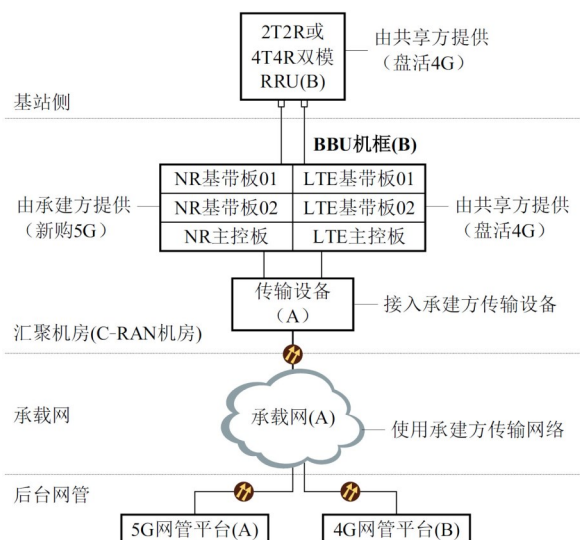 2T2R或
4T4R双模
RRU(B)
由共享方提供
（盘活4G）
基站侧
BBU机框(B)
NR基带板01
LTE基带板01
NR基带板02
LTE基带板02
NR主控板
LTE主控板
由承建方提供
（新购5G）
由共享方提供
（盘活4G）
传输设备
（A）
接入承建方传输设备
汇聚机房(C-RAN机房)
承载网
承载网(A)
使用承建方传输网络
后台网管
5G网管平台(A)
4G网管平台(B)